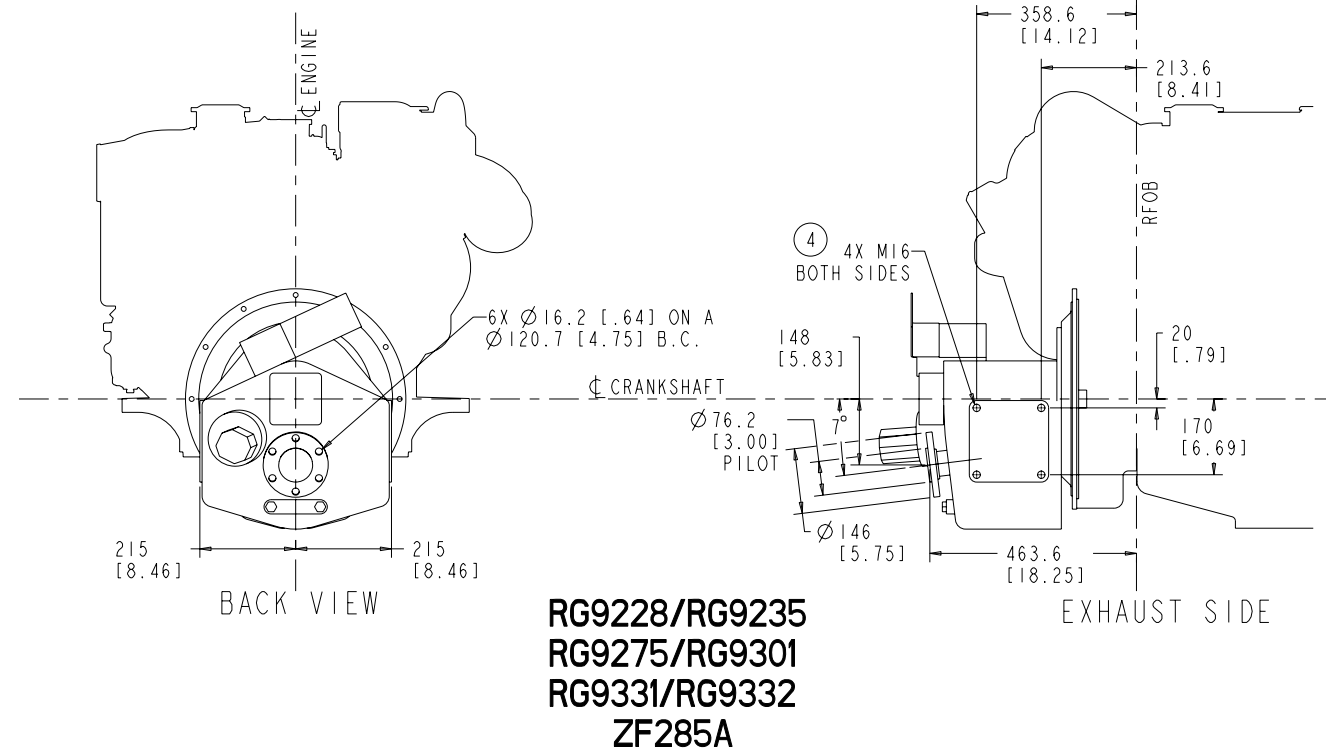 ℄ ENGINE
6X Ø16.2 [.64] ON A
Ø120.7 [4.75] B.C.
℄ CRANKSHAFT
215
[8.46]
215
[8.46]
BACK VIEW
358.6
[14.12]
213.6
[8.41]
RFOB
4
4X M16
BOTH SIDES
148
[5.83]
20
[.79]
Ø76.2
[3.00]
PILOT
7°
170
[6.69]
Ø146
[5.75]
463.6
[18.25]
EXHAUST SIDE
RG9228/RG9235
RG9275/RG9301
RG9331/RG9332
ZF285A